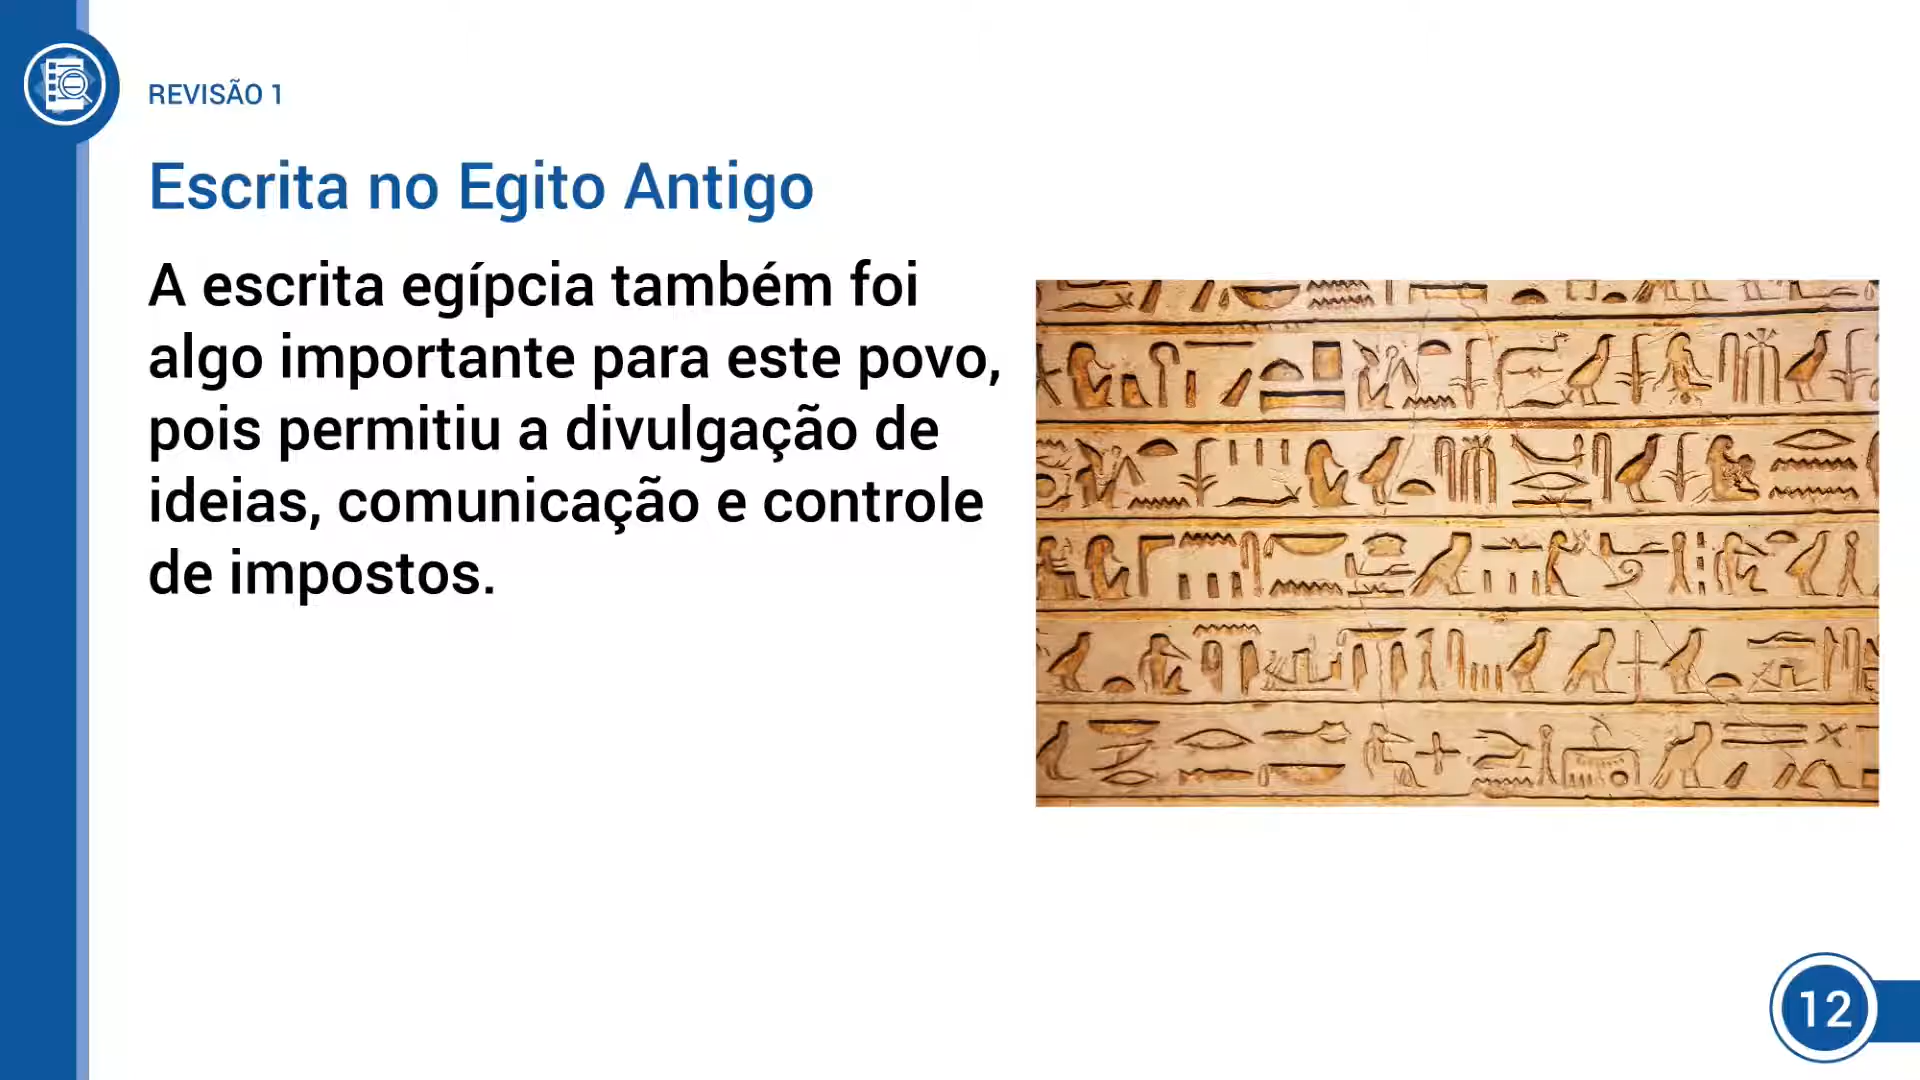 REVISÃO 1
Escrita no Egito Antigo
A escrita egípcia também foi
algo importante para este povo,
pois permitiu a divulgação de
ideias, comunicação e controle
de impostos.
12